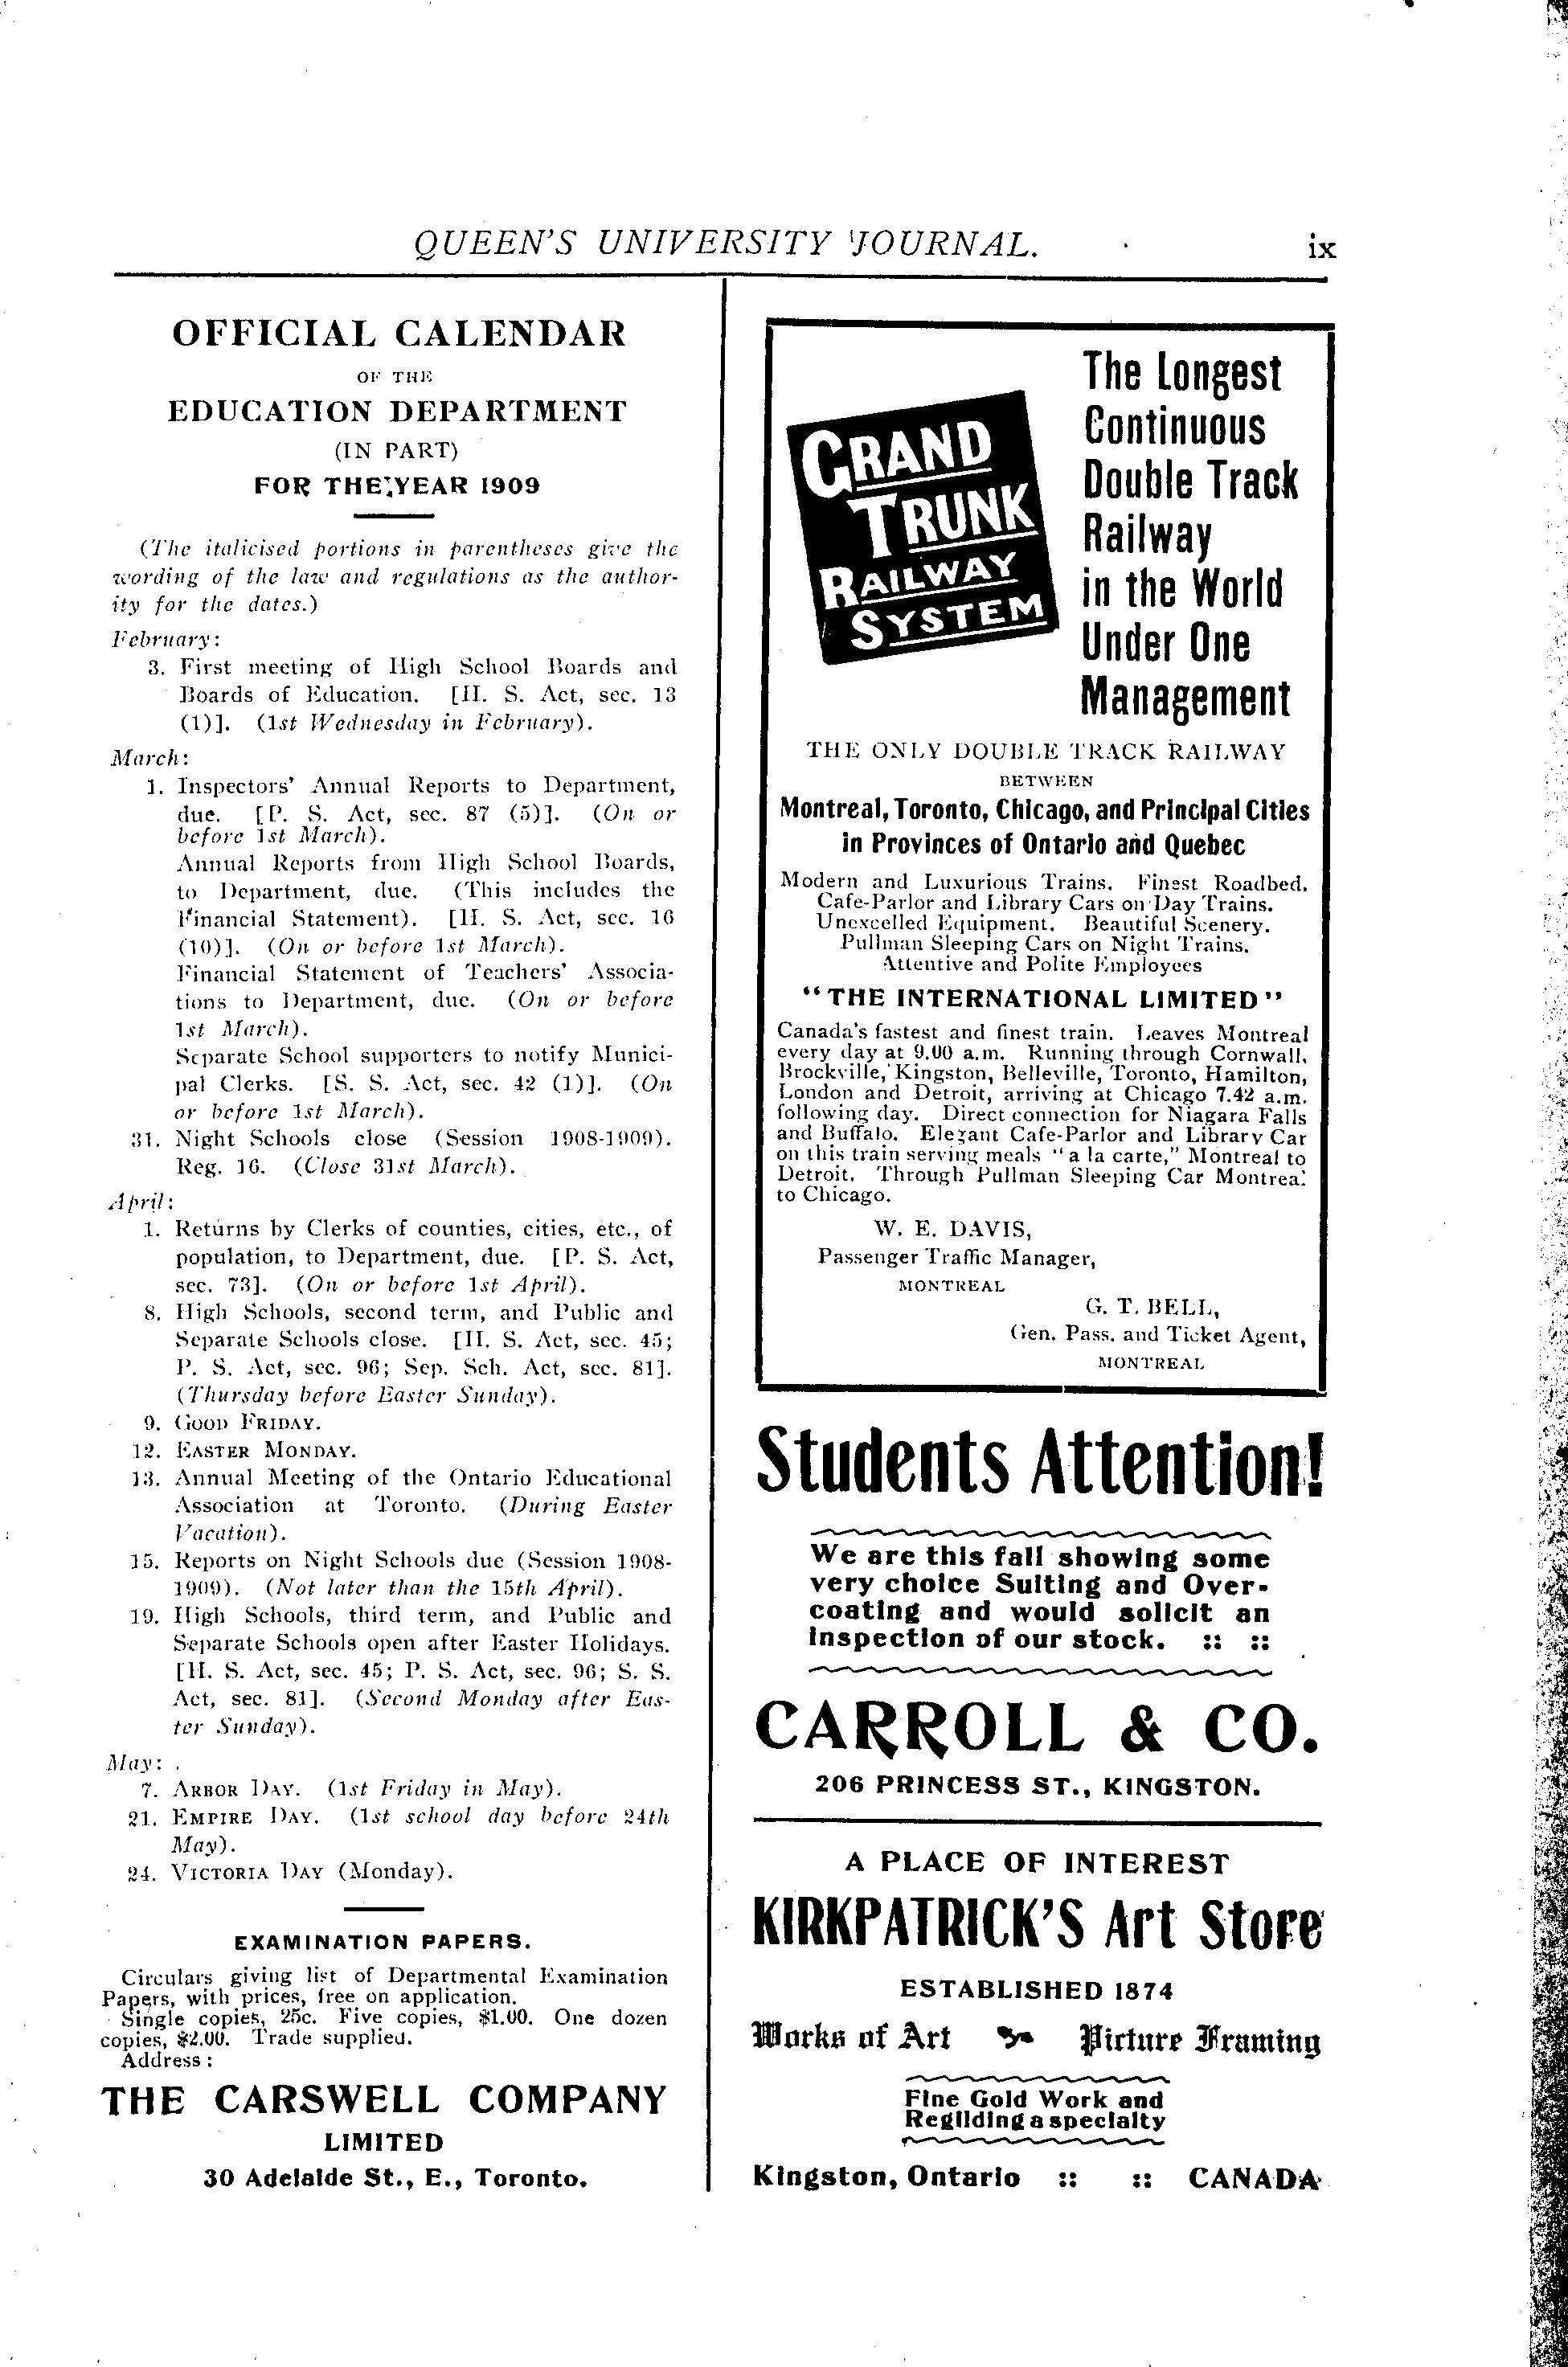 QUEEN'S UNIVERSITY JOURNAL.
ix
OFFICIAL CALENDAR
OF THE
EDUCATION DEPARTMENT
(IN PART)
FOR THE YEAR 1909
(The italicised portions in parentheses give the
wording of the law and regulations as the author-
ity for the dates.)
February:
3. First meeting of High School Boards and
Boards of Education. [H. S. Act, sec. 13
(1)]. (1st Wednesday in February).
March:
1. Inspectors' Annual Reports to Department,
due. [P. S. Act, sec. 87 (5)]. (On or
before 1st March).
Annual Reports from High School Boards,
to Department, due. (This includes the
Financial Statement). [H. S. Act, sec. 16
(10)]. (On or before 1st March).
Financial Statement of Teachers' Associa-
tions to Department, due. (On or before
1st March).
Separate School supporters to notify Munici-
pal Clerks. [S. S. Act, sec. 42 (1)]. (On
or before 1st March).
31. Night Schools close (Session 1908-1909).
Reg. 16. (Close 31st March).
April:
1. Returns by Clerks of counties, cities, etc., of
population, to Department, due. [P. S. Act,
sec. 73]. (On or before 1st April).
8. High Schools, second term, and Public and
Separate Schools close. [H. S. Act, sec. 45;
P. S. Act, sec. 96; Sep. Sch. Act, sec. 81].
(Thursday before Easter Sunday).
9. GOOD FRIDAY.
12. EASTER MONDAY.
13. Annual Meeting of the Ontario Educational
Association at Toronto. (During Easter
Vacation).
15. Reports on Night Schools due (Session 1908-
1909). (Not later than the 15th April).
19. High Schools, third term, and Public and
Separate Schools open after Easter Holidays.
[H. S. Act, sec. 45; P. S. Act, sec. 96; S. S.
Act, sec. 81]. (Second Monday after Eas-
ter Sunday).
May:
7. ARBOR DAY. (1st Friday in May).
21. EMPIRE DAY. (1st school day before 24th
May).
24. VICTORIA DAY (Monday).
EXAMINATION PAPERS.
Circulars giving list of Departmental Examination
Papers, with prices, free on application.
Single copies, 25c. Five copies, $1.00. One dozen
copies, $2.00. Trade supplied.
Address:
THE CARSWELL COMPANY
LIMITED
30 Adelaide St., E., Toronto.
GRAND
TRUNK
RAILWAY
SYSTEM
The Longest
Continuous
Double Track
Railway
in the World
Under One
Management
THE ONLY DOUBLE TRACK RAILWAY
BETWEEN
Montreal, Toronto, Chicago, and Principal Cities
in Provinces of Ontario and Quebec
Modern and Luxurious Trains. Finest Roadbed.
Cafe-Parlor and Library Cars on Day Trains.
Unexcelled Equipment. Beautiful Scenery.
Pullman Sleeping Cars on Night Trains.
Attentive and Polite Employees
"THE INTERNATIONAL LIMITED"
Canada's fastest and finest train. Leaves Montreal
every day at 9.00 a.m. Running through Cornwall,
Brockville, Kingston, Belleville, Toronto, Hamilton,
London and Detroit, arriving at Chicago 7.42 a.m.
following day. Direct connection for Niagara Falls
and Buffalo. Elegant Cafe-Parlor and Library Car
on this train serving meals "a la carte," Montreal to
Detroit. Through Pullman Sleeping Car Montreal
to Chicago.
W. E. DAVIS,
Passenger Traffic Manager,
MONTREAL
G. T. BELL,
Gen. Pass. and Ticket Agent,
MONTREAL
Students Attention!
We are this fall showing some
very choice Suiting and Over-
coating and would solicit an
inspection of our stock. :: ::
CARROLL & CO.
206 PRINCESS ST., KINGSTON.
A PLACE OF INTEREST
KIRKPATRICK'S Art Store
ESTABLISHED 1874
Works of Art Picture Framing
Fine Gold Work and
Regilding a specialty
Kingston, Ontario :: :: CANADA